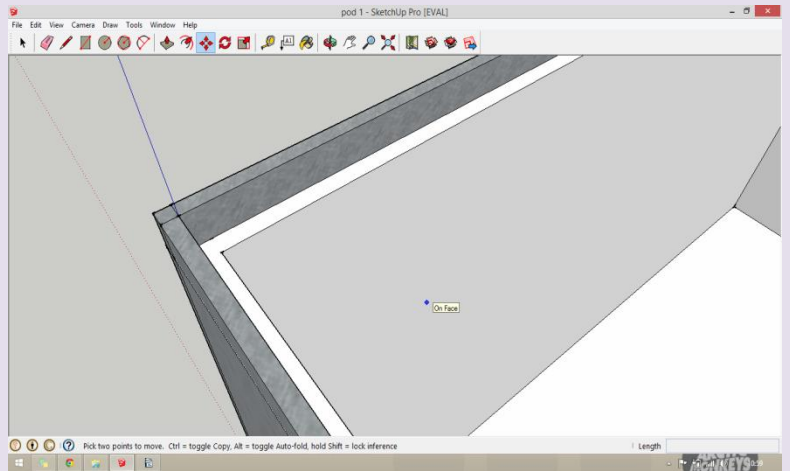 pod 1 - SketchUp Pro [EVAL]
File Edit View Camera Draw Tools Window Help
On Face
Pick two points to move. Ctrl = toggle Copy, Alt = toggle Auto-fold, hold Shift = lock inference
Length